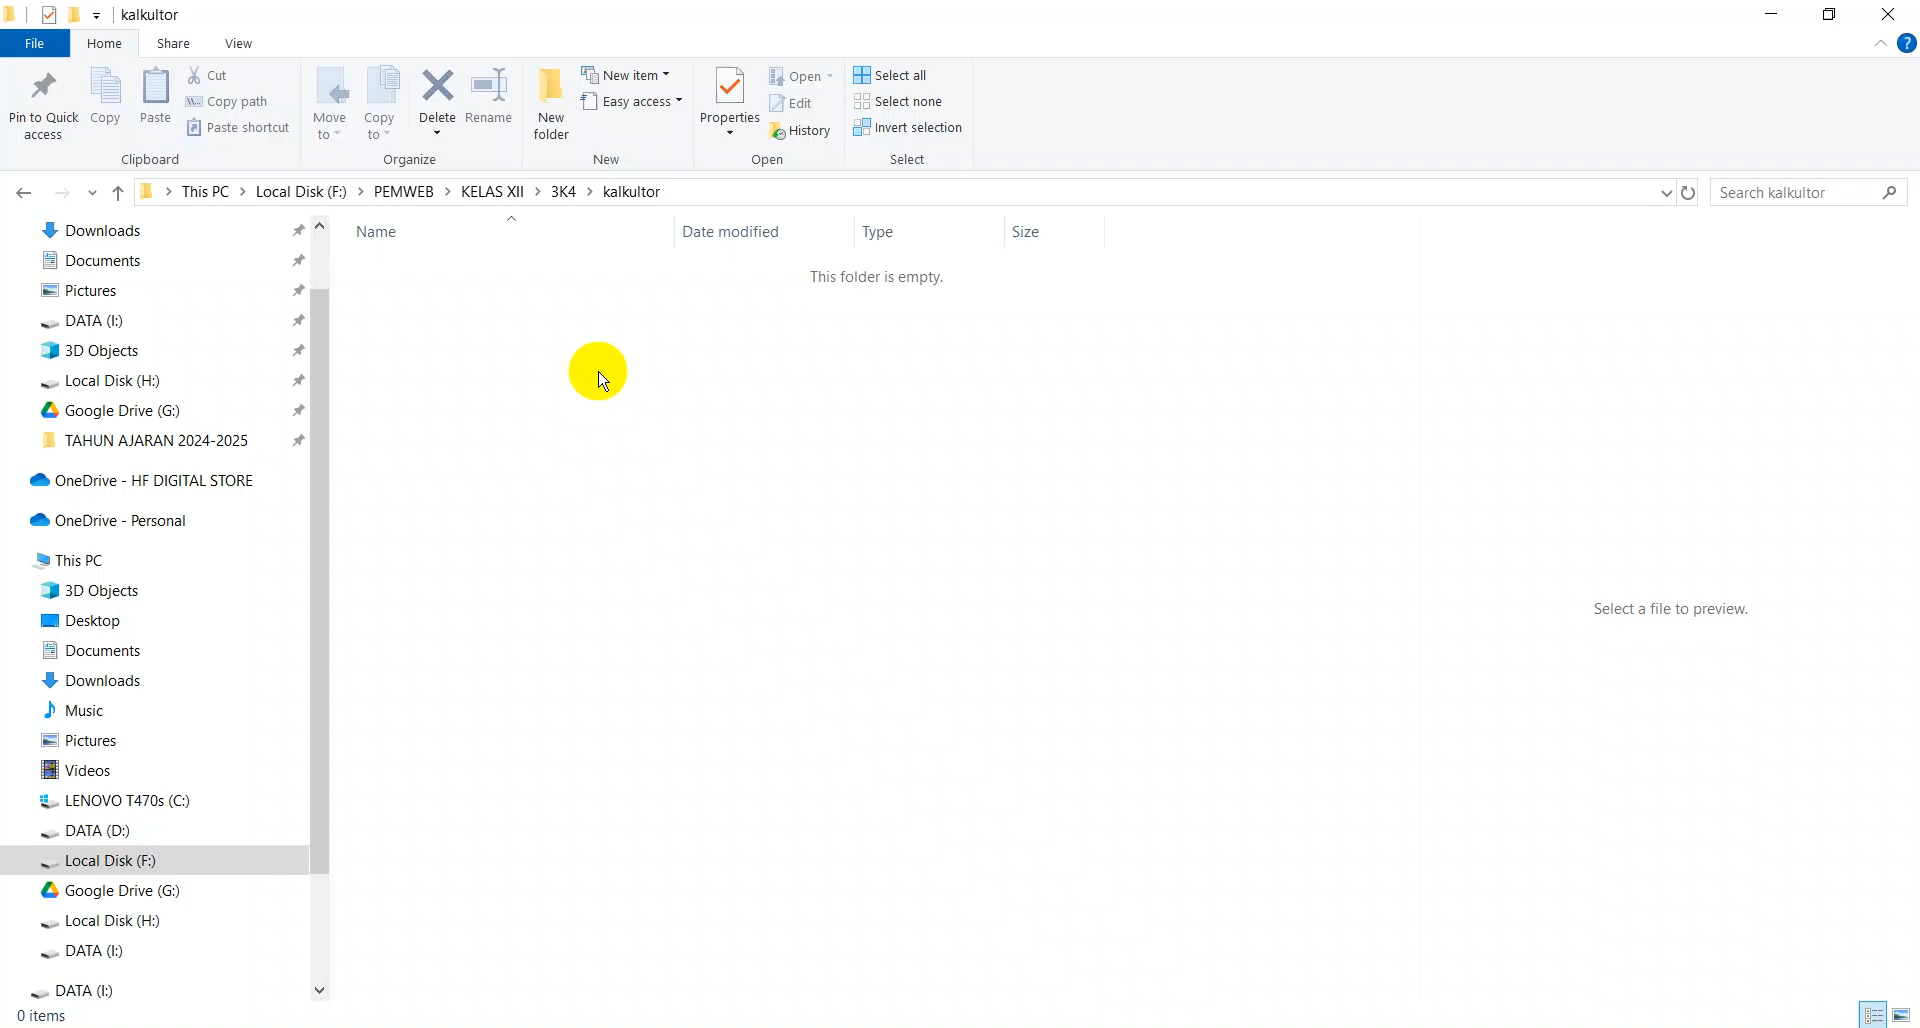 kalkultor
File Home Share View
?
Pin to Quick access
Copy
Paste
Cut
Copy path
Paste shortcut
Clipboard
Move to
Copy to
Delete
Rename
Organize
New folder
New item
Easy access
New
Properties
Open
Edit
History
Open
Select all
Select none
Invert selection
Select
This PC > Local Disk (F:) > PEMWEB > KELAS XII > 3K4 > kalkultor
Search kalkultor
Name Date modified Type Size
This folder is empty.
Downloads
Documents
Pictures
DATA (I:)
3D Objects
Local Disk (H:)
Google Drive (G:)
TAHUN AJARAN 2024-2025
OneDrive - HF DIGITAL STORE
OneDrive - Personal
This PC
3D Objects
Desktop
Documents
Downloads
Music
Pictures
Videos
LENOVO T470s (C:)
DATA (D:)
Local Disk (F:)
Google Drive (G:)
Local Disk (H:)
DATA (I:)
DATA (I:)
Select a file to preview.
0 items